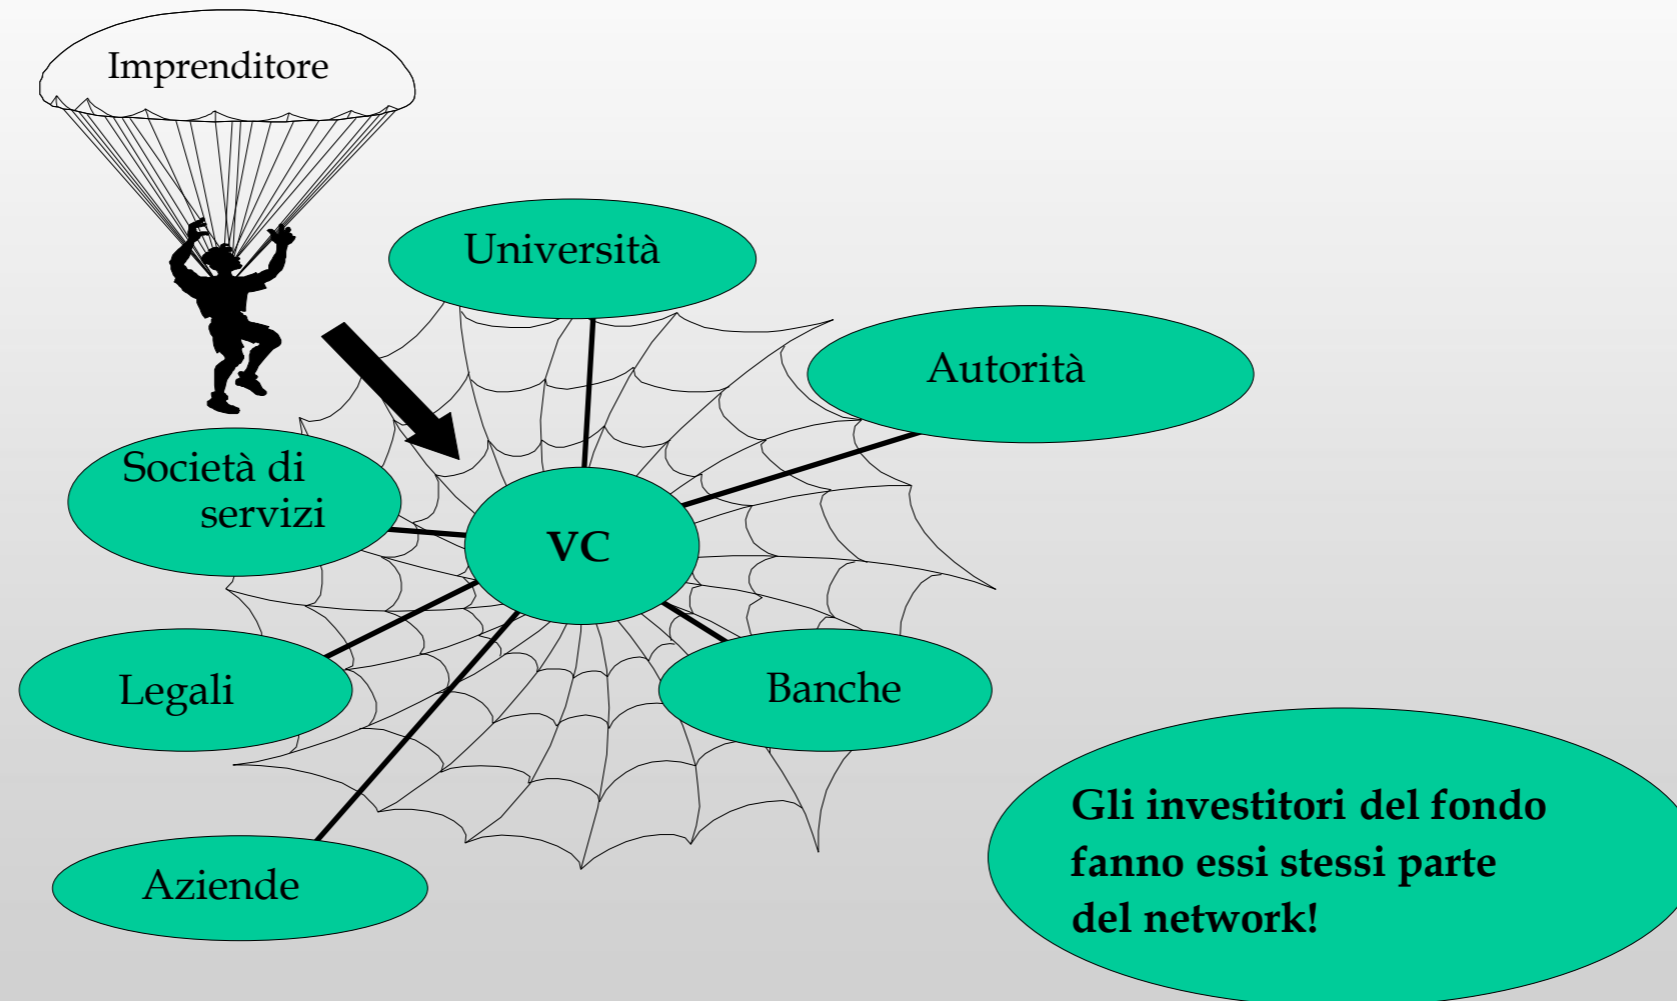 Imprenditore
Università
Autorità
Società di
servizi
VC
Legali
Banche
Aziende
Gli investitori del fondo
fanno essi stessi parte
del network!